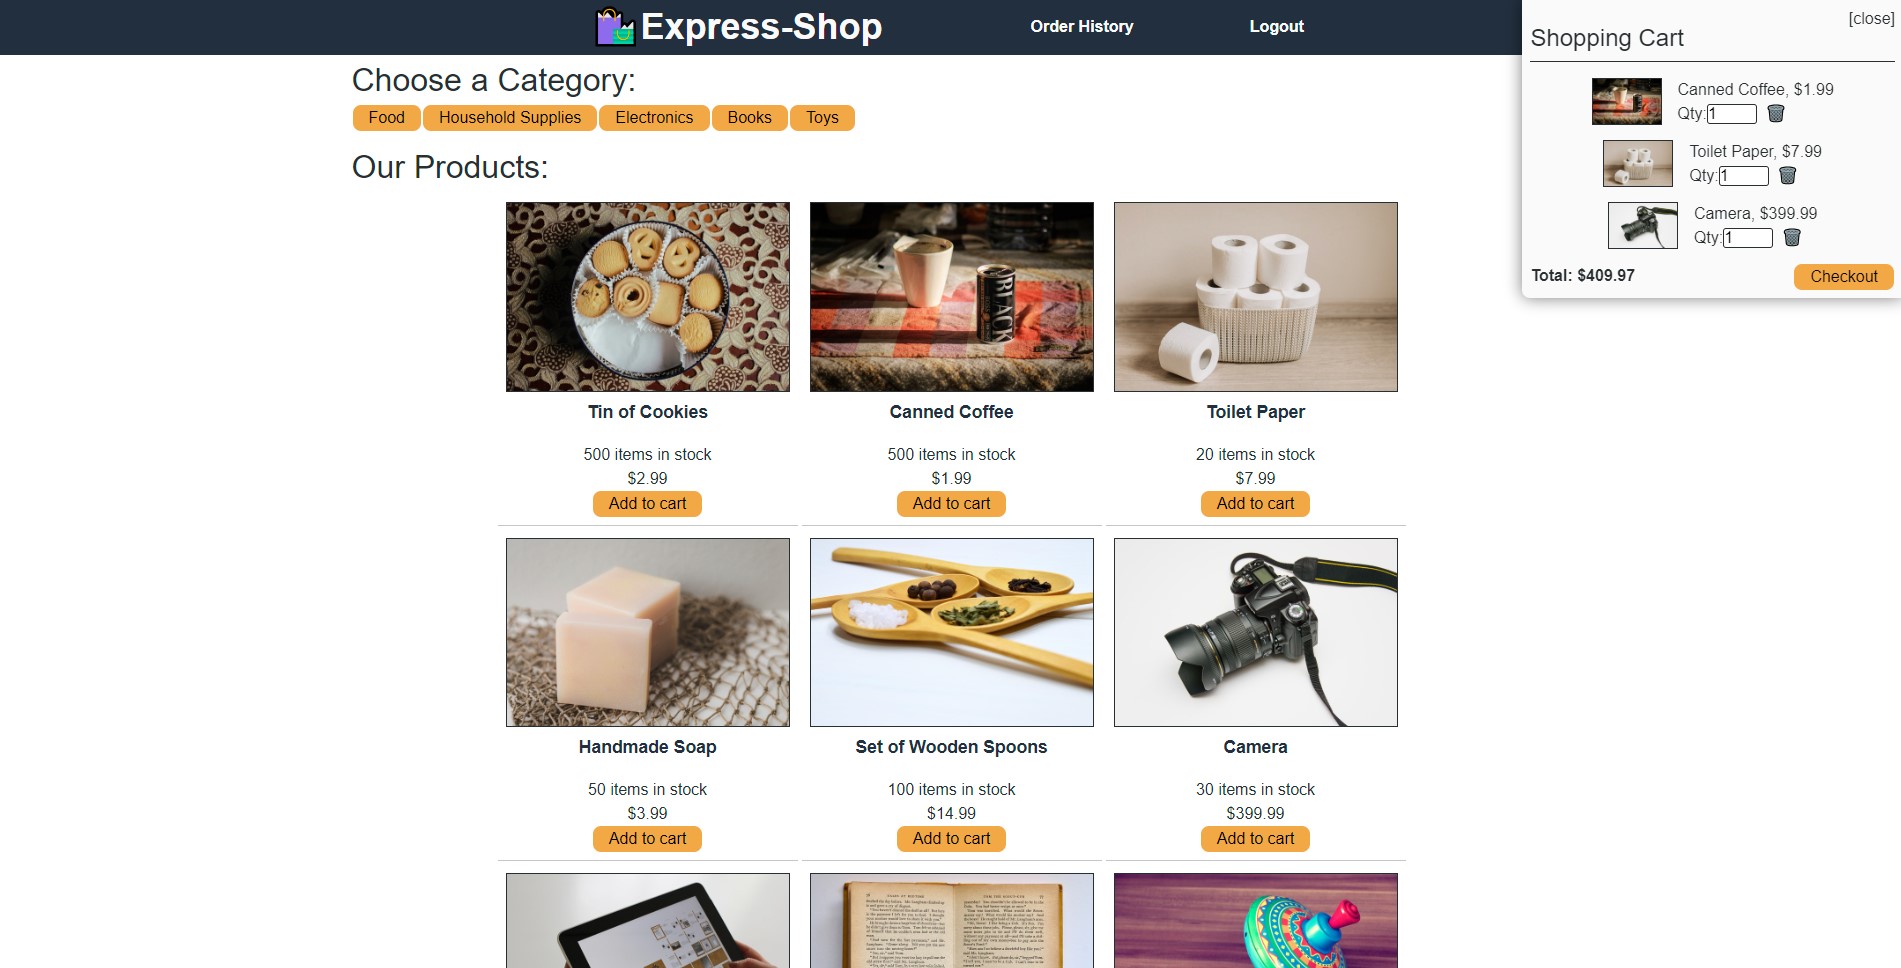 Express-Shop
Order History
Logout
[close]
Shopping Cart
Canned Coffee, $1.99
Qty:1
Toilet Paper, $7.99
Qty:1
Camera, $399.99
Qty:1
Total: $409.97
Checkout
Choose a Category:
Food
Household Supplies
Electronics
Books
Toys
Our Products:
BLACK
Tin of Cookies
500 items in stock
$2.99
Add to cart
Canned Coffee
500 items in stock
$1.99
Add to cart
Toilet Paper
20 items in stock
$7.99
Add to cart
Handmade Soap
50 items in stock
$3.99
Add to cart
Set of Wooden Spoons
100 items in stock
$14.99
Add to cart
Camera
30 items in stock
$399.99
Add to cart